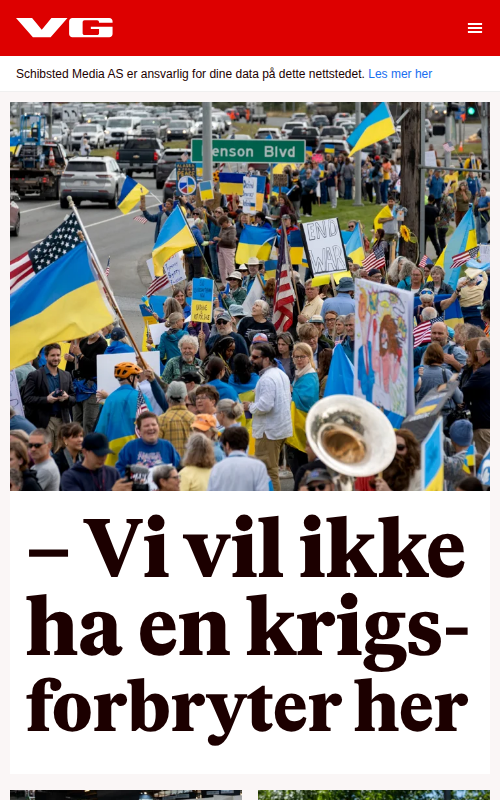 VG
Schibsted Media AS er ansvarlig for dine data på dette nettstedet. Les mer her
enson Blvd
END
WAR
– Vi vil ikke
ha en krigs-
forbryter her